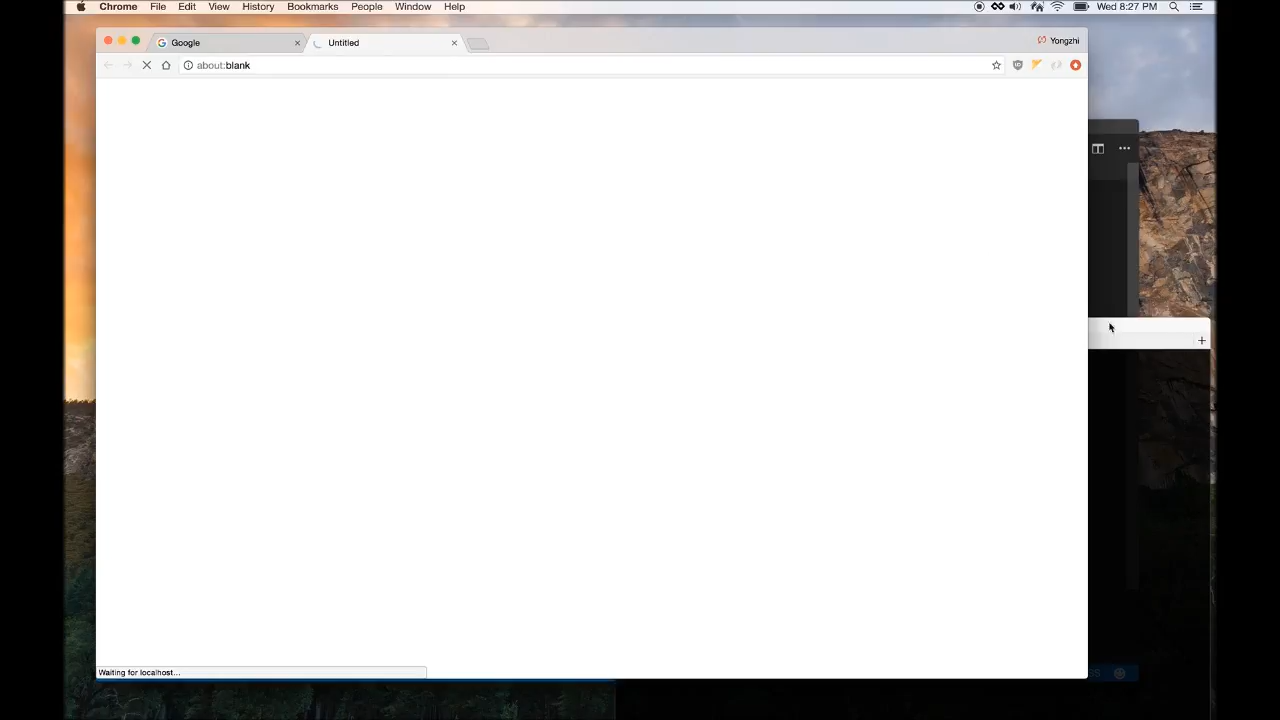 Chrome File Edit View History Bookmarks People Window Help Wed 8:27 PM
Google Untitled Yongzhi
about:blank
Waiting for localhost...